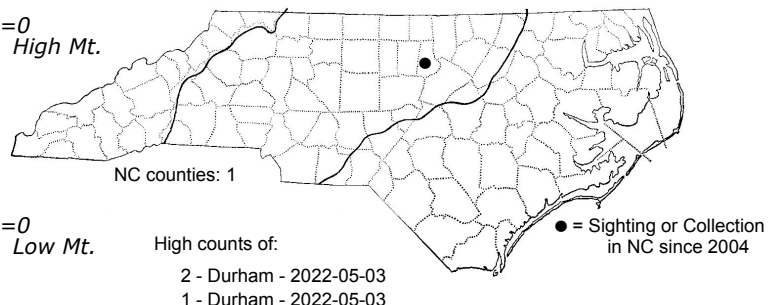 =0
High Mt.
NC counties: 1
=0
Low Mt.
High counts of:
2 - Durham - 2022-05-03
1 - Durham - 2022-05-03
● = Sighting or Collection
in NC since 2004